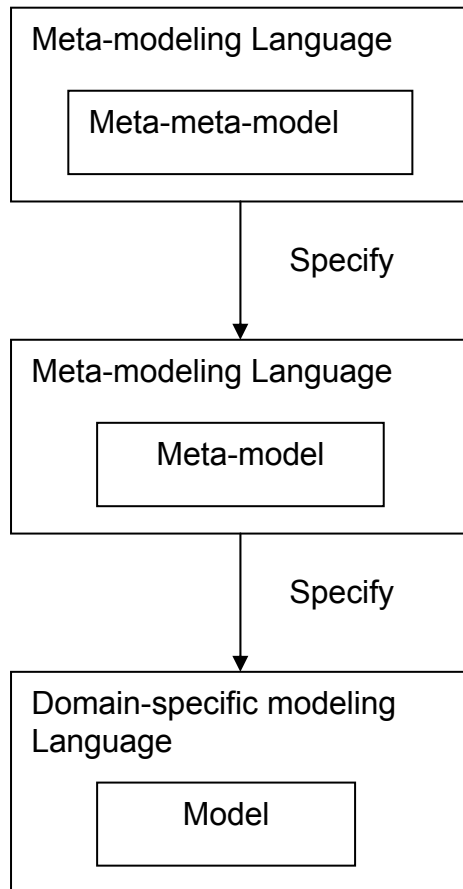 Meta-modeling Language
Meta-meta-model
Specify
Meta-modeling Language
Meta-model
Specify
Domain-specific modeling
Language
Model